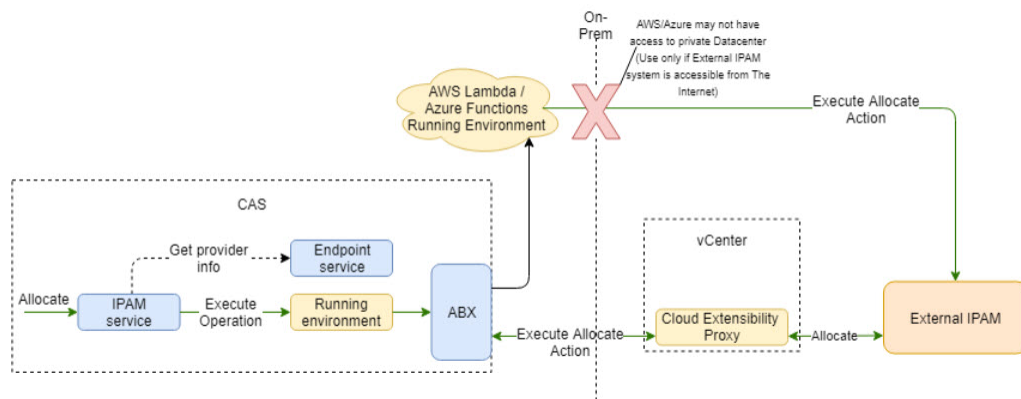 On-
Prem
AWS/Azure may not have
access to private Datacenter
(Use only if External IPAM
system is accessible from The
Internet)
AWS Lambda /
Azure Functions
Running Environment
Execute Allocate
Action
CAS
Get provider
info
Endpoint
service
vCenter
Allocate
IPAM
service
Execute
Operation
Running
environment
ABX
Execute Allocate
Action
Cloud Extensibility
Proxy
Allocate
External IPAM